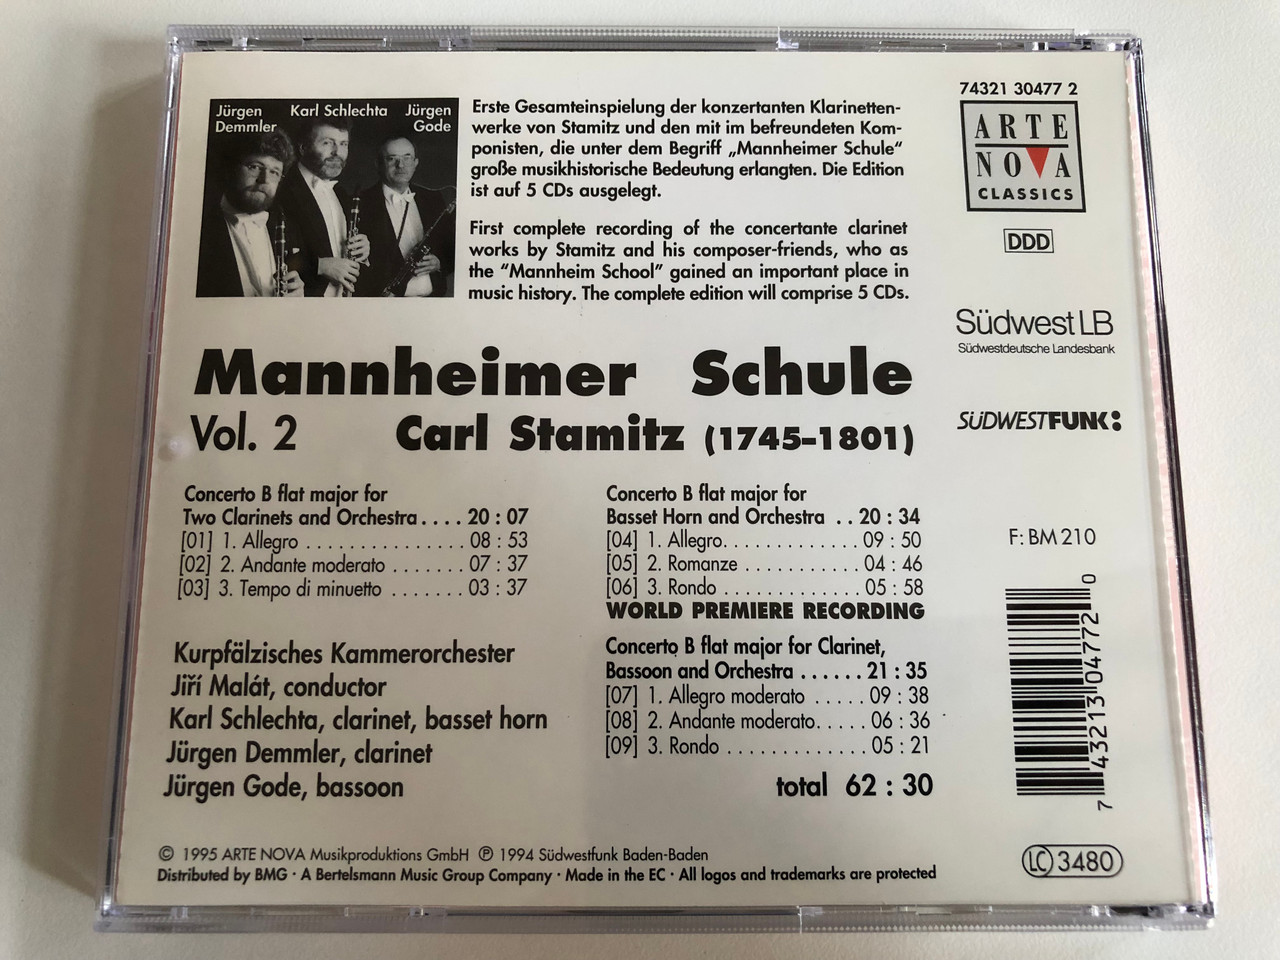 Jürgen Demmler
Karl Schlechta
Jürgen Gode
Erste Gesamteinspielung der konzertanten Klarinetten-
werke von Stamitz und den mit im befreundeten Kom-
ponisten, die unter dem Begriff „Mannheimer Schule“
große musikhistorische Bedeutung erlangten. Die Edition
ist auf 5 CDs ausgelegt.
First complete recording of the concertante clarinet
works by Stamitz and his composer-friends, who as
the “Mannheim School” gained an important place in
music history. The complete edition will comprise 5 CDs.
74321 30477 2
ARTE
NOVA
CLASSICS
DDD
SüdwestLB
Südwestdeutsche Landesbank
SÜDWESTFUNK:
F: BM 210
Mannheimer Schule
Vol. 2 Carl Stamitz (1745–1801)
Concerto B flat major for
Two Clarinets and Orchestra.... 20 : 07
[01] 1. Allegro ................ 08 : 53
[02] 2. Andante moderato ....... 07 : 37
[03] 3. Tempo di minuetto ....... 03 : 37
Kurpfälzisches Kammerorchester
Jiří Malát, conductor
Karl Schlechta, clarinet, basset horn
Jürgen Demmler, clarinet
Jürgen Gode, bassoon
Concerto B flat major for
Basset Horn and Orchestra .. 20 : 34
[04] 1. Allegro.............. 09 : 50
[05] 2. Romanze ........... 04 : 46
[06] 3. Rondo ............. 05 : 58
WORLD PREMIERE RECORDING
Concerto B flat major for Clarinet,
Bassoon and Orchestra ...... 21 : 35
[07] 1. Allegro moderato ..... 09 : 38
[08] 2. Andante moderato..... 06 : 36
[09] 3. Rondo ............. 05 : 21
total 62 : 30
7 43213 04772 0
© 1995 ARTE NOVA Musikproduktions GmbH ℗ 1994 Südwestfunk Baden-Baden
Distributed by BMG · A Bertelsmann Music Group Company · Made in the EC · All logos and trademarks are protected
LC 3480